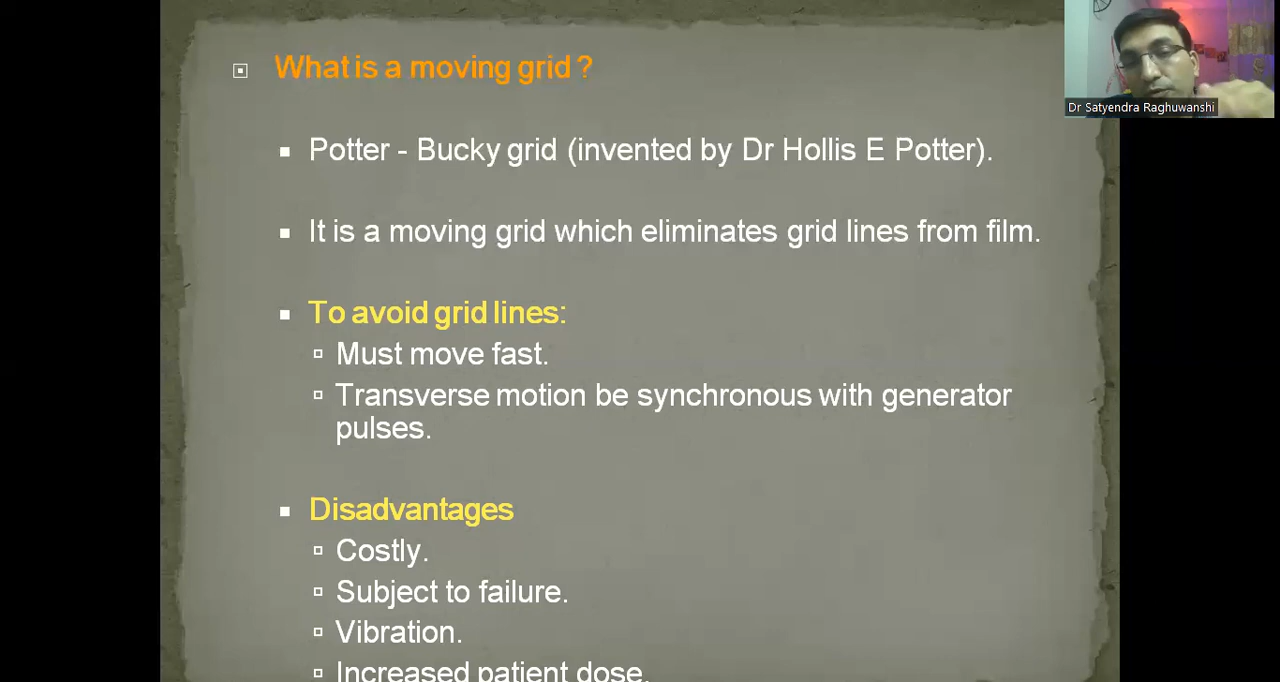 What is a moving grid ?
Dr Satyendra Raghuwanshi
Potter - Bucky grid (invented by Dr Hollis E Potter).
It is a moving grid which eliminates grid lines from film.
To avoid grid lines:
Must move fast.
Transverse motion be synchronous with generator
pulses.
Disadvantages
Costly.
Subject to failure.
Vibration.
Increased patient dose.